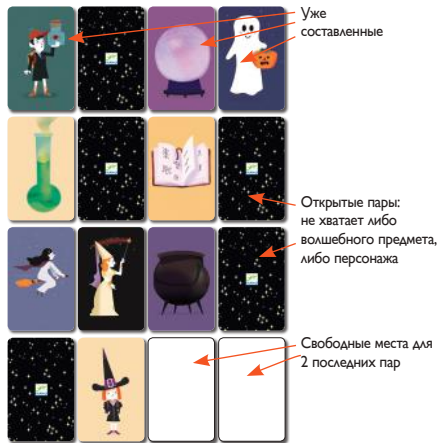 Уже
составленные
Открытые пары:
не хватает либо
волшебного предмета,
либо персонажа
Свободные места для
2 последних пар